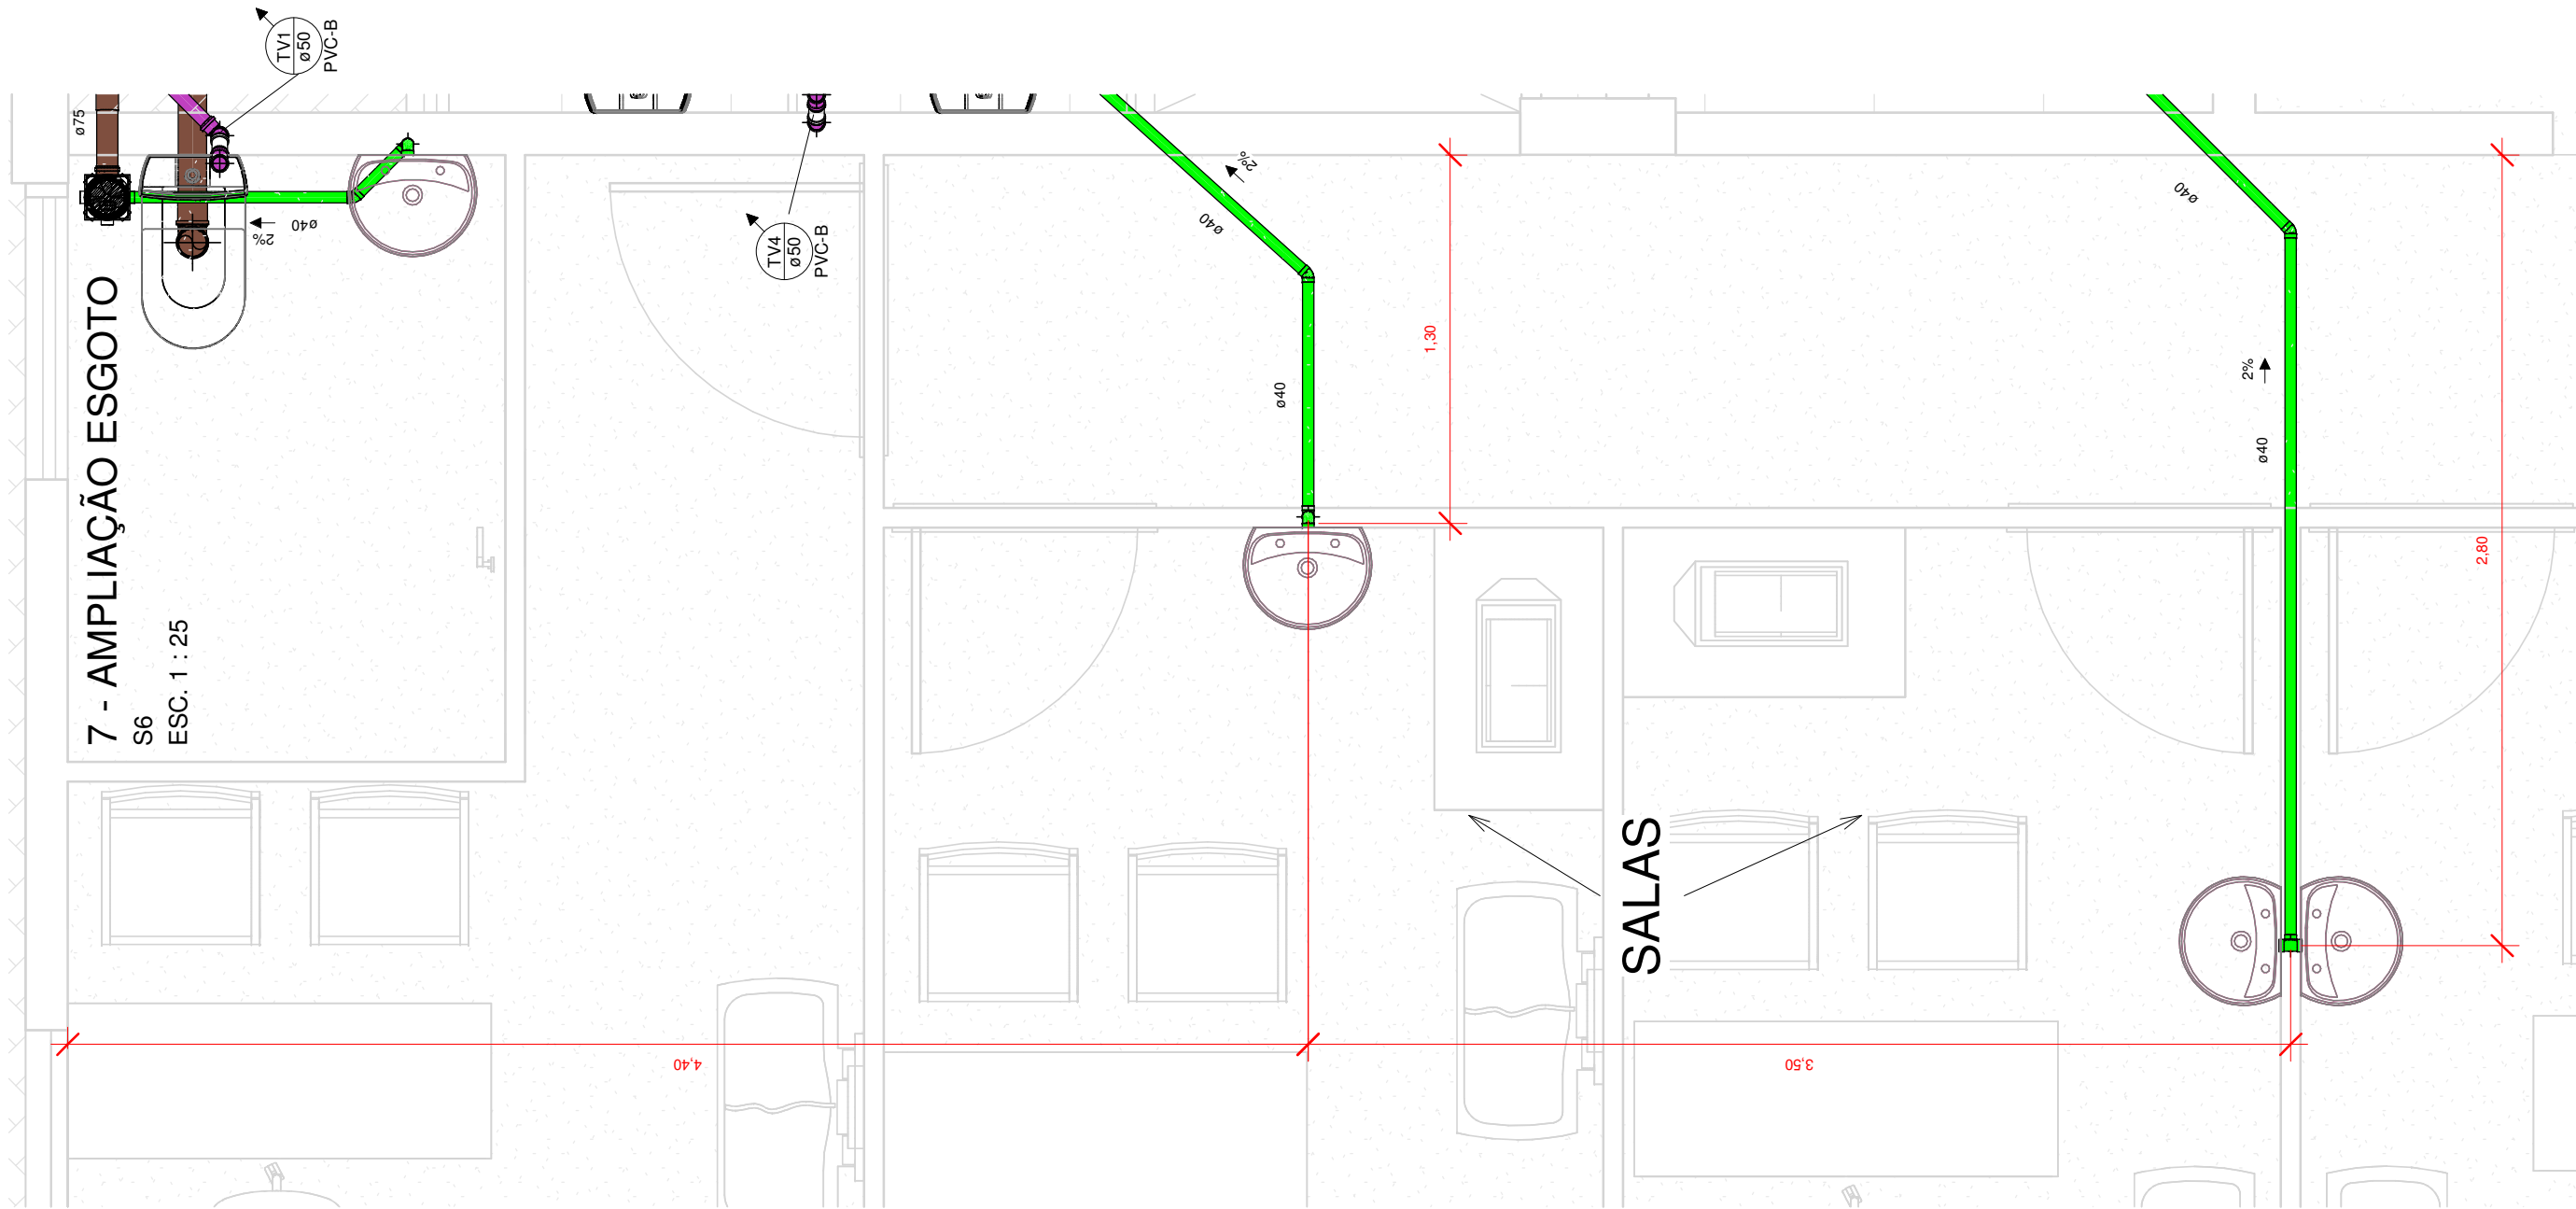 7 - AMPLIAÇÃO ESGOTO
S6
ESC. 1 : 25
ø75
TV1
ø50
PVC-B
2%
ø40
TV4
ø50
PVC-B
2%
ø40
ø40
1,30
ø40
2%
ø40
2,80
SALAS
4,40
3,50